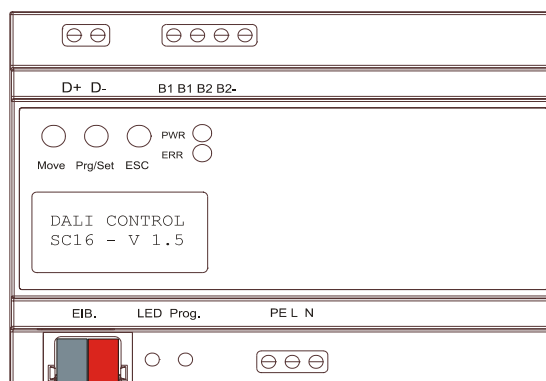 D+ D- B1 B1 B2 B2-
PWR
ERR
Move Prg/Set ESC
DALI CONTROL
SC16 - V 1.5
EIB. LED Prog. PE L N